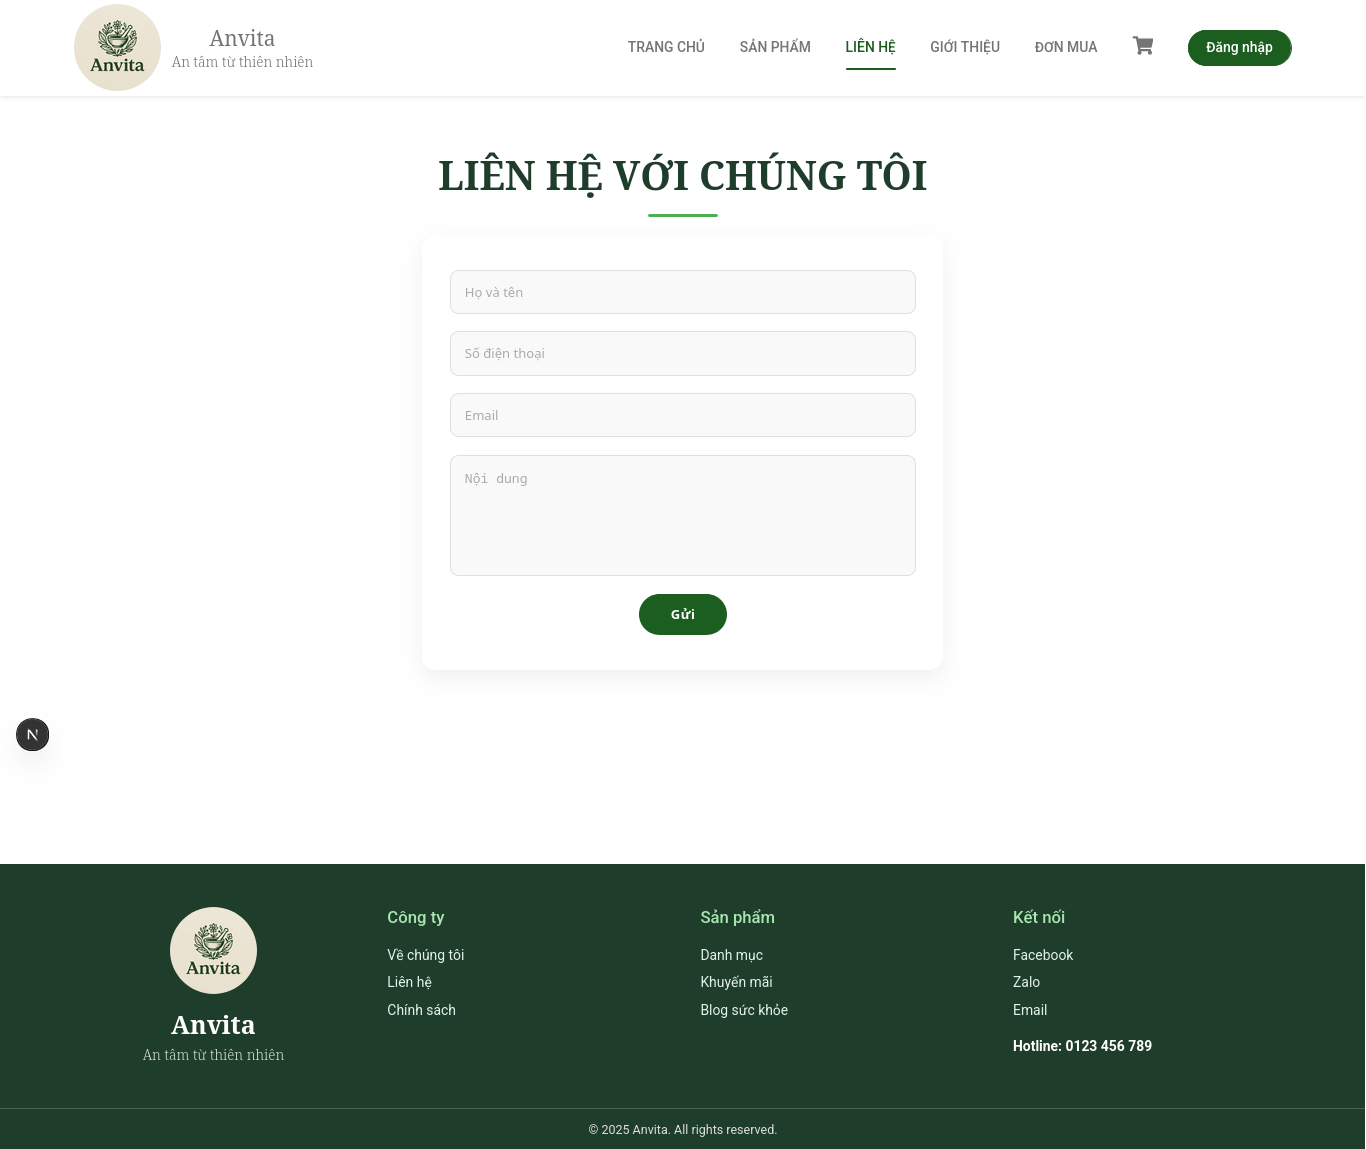 Anvita
Anvita
An tâm từ thiên nhiên
TRANG CHỦ
SẢN PHẨM
LIÊN HỆ
GIỚI THIỆU
ĐƠN MUA
Đăng nhập
LIÊN HỆ VỚI CHÚNG TÔI
Họ và tên
Số điện thoại
Email
Nội dung
Gửi
N
Anvita
Anvita
An tâm từ thiên nhiên
Công ty
Về chúng tôi
Liên hệ
Chính sách
Sản phẩm
Danh mục
Khuyến mãi
Blog sức khỏe
Kết nối
Facebook
Zalo
Email
Hotline: 0123 456 789
© 2025 Anvita. All rights reserved.